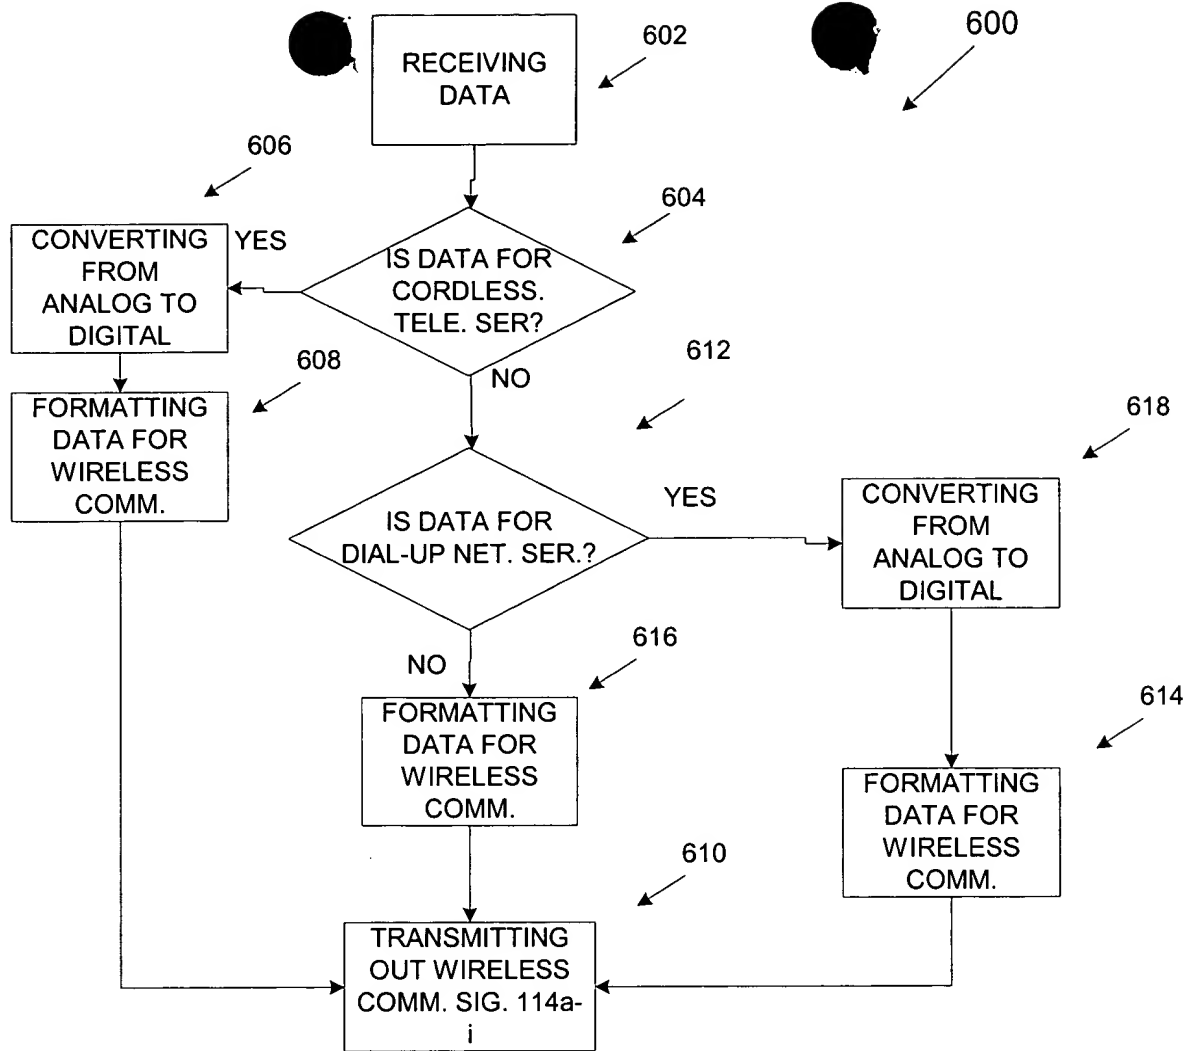 600
602
RECEIVING
DATA
606
604
CONVERTING
FROM
ANALOG TO
DIGITAL
YES
IS DATA FOR
CORDLESS.
TELE. SER?
608
612
NO
FORMATTING
DATA FOR
WIRELESS
COMM.
618
YES
IS DATA FOR
DIAL-UP NET. SER.?
CONVERTING
FROM
ANALOG TO
DIGITAL
616
NO
614
FORMATTING
DATA FOR
WIRELESS
COMM.
FORMATTING
DATA FOR
WIRELESS
COMM.
610
TRANSMITTING
OUT WIRELESS
COMM. SIG. 114a-
i